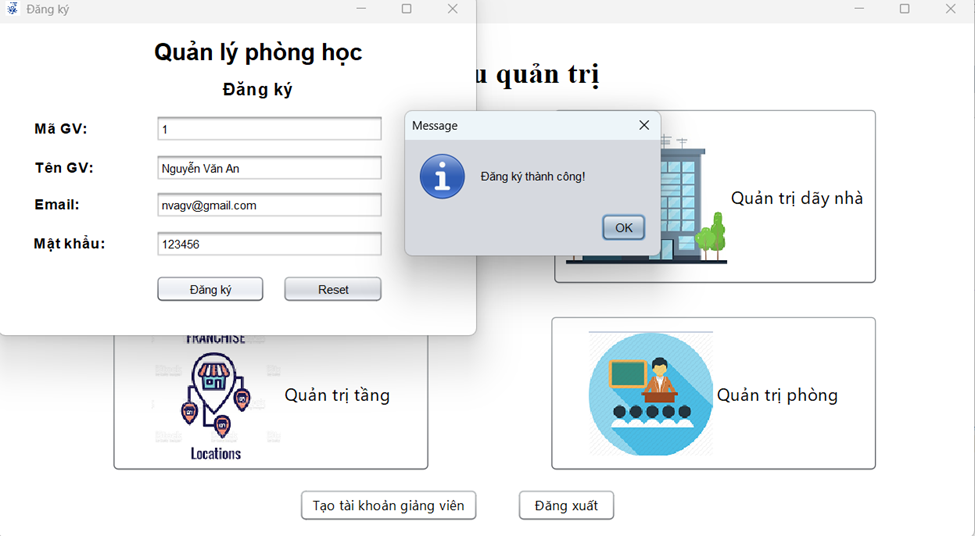 Đăng ký
Quản lý phòng học
Đăng ký
Mã GV:
1
Tên GV:
Nguyễn Văn An
Email:
nvagv@gmail.com
Mật khẩu:
123456
Đăng ký
Reset
Message
Đăng ký thành công!
OK
u quản trị
Quản trị dãy nhà
FRANCHISE
Locations
Quản trị tầng
Quản trị phòng
Tạo tài khoản giảng viên
Đăng xuất